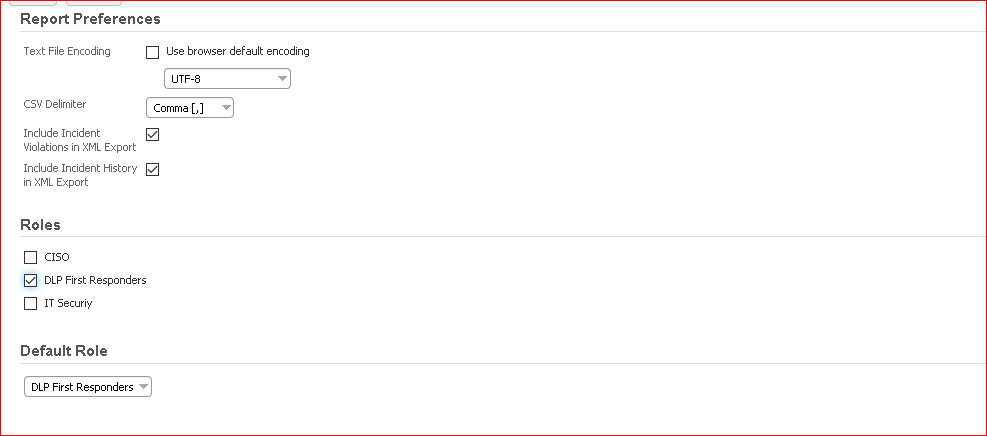 Report Preferences
Text File Encoding
Use browser default encoding
UTF-8
CSV Delimiter
Comma [,]
Include Incident
Violations in XML Export
Include Incident History
in XML Export
Roles
CISO
DLP First Responders
IT Securiy
Default Role
DLP First Responders